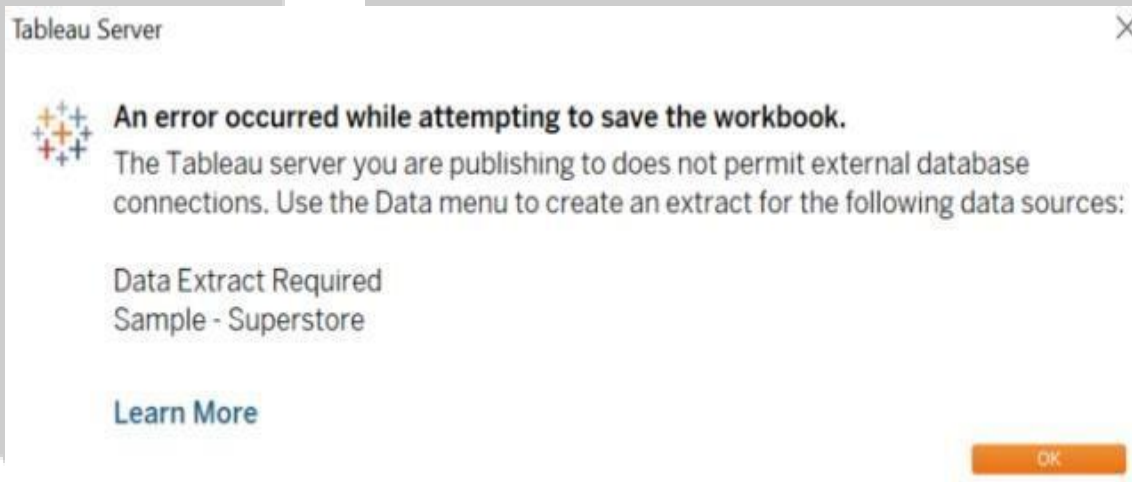 Tableau Server
An error occurred while attempting to save the workbook.
The Tableau server you are publishing to does not permit external database
connections. Use the Data menu to create an extract for the following data sources:
Data Extract Required
Sample - Superstore
Learn More
OK